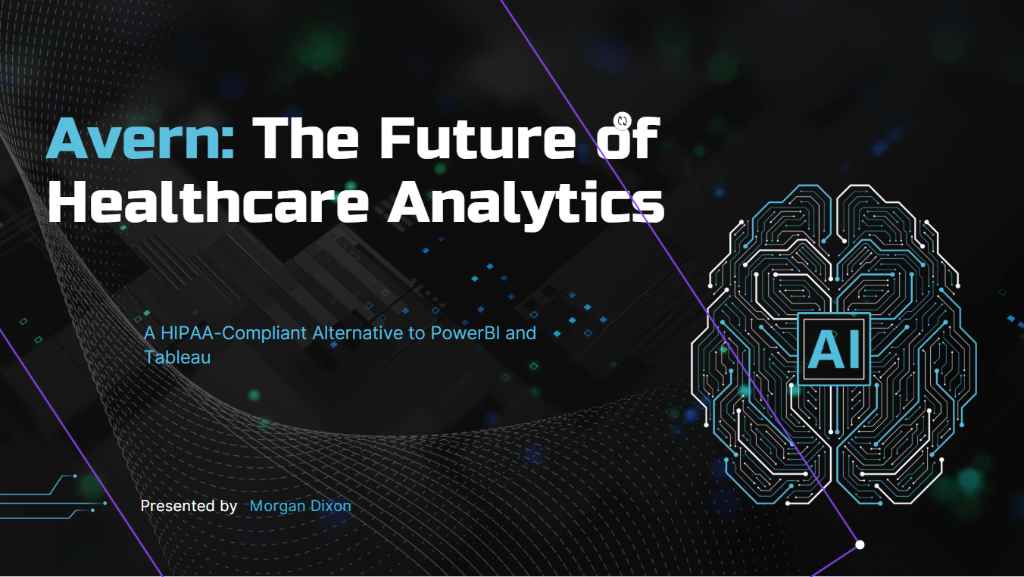 Avern: The Future of
Healthcare Analytics
A HIPAA-Compliant Alternative to PowerBI and
Tableau
AI
Presented by Morgan Dixon